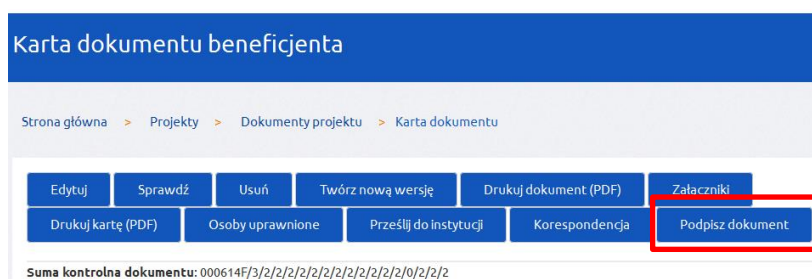 Karta dokumentu beneficjenta
Strona główna > Projekty > Dokumenty projektu > Karta dokumentu
Edytuj Sprawdź Usuń Twórz nową wersję Drukuj dokument (PDF) Załączniki
Drukuj kartę (PDF) Osoby uprawnione Prześlij do instytucji Korespondencja Podpisz dokument
Suma kontrolna dokumentu: 000614F/3/2/2/2/2/2/2/2/2/2/2/2/2/0/2/2/2